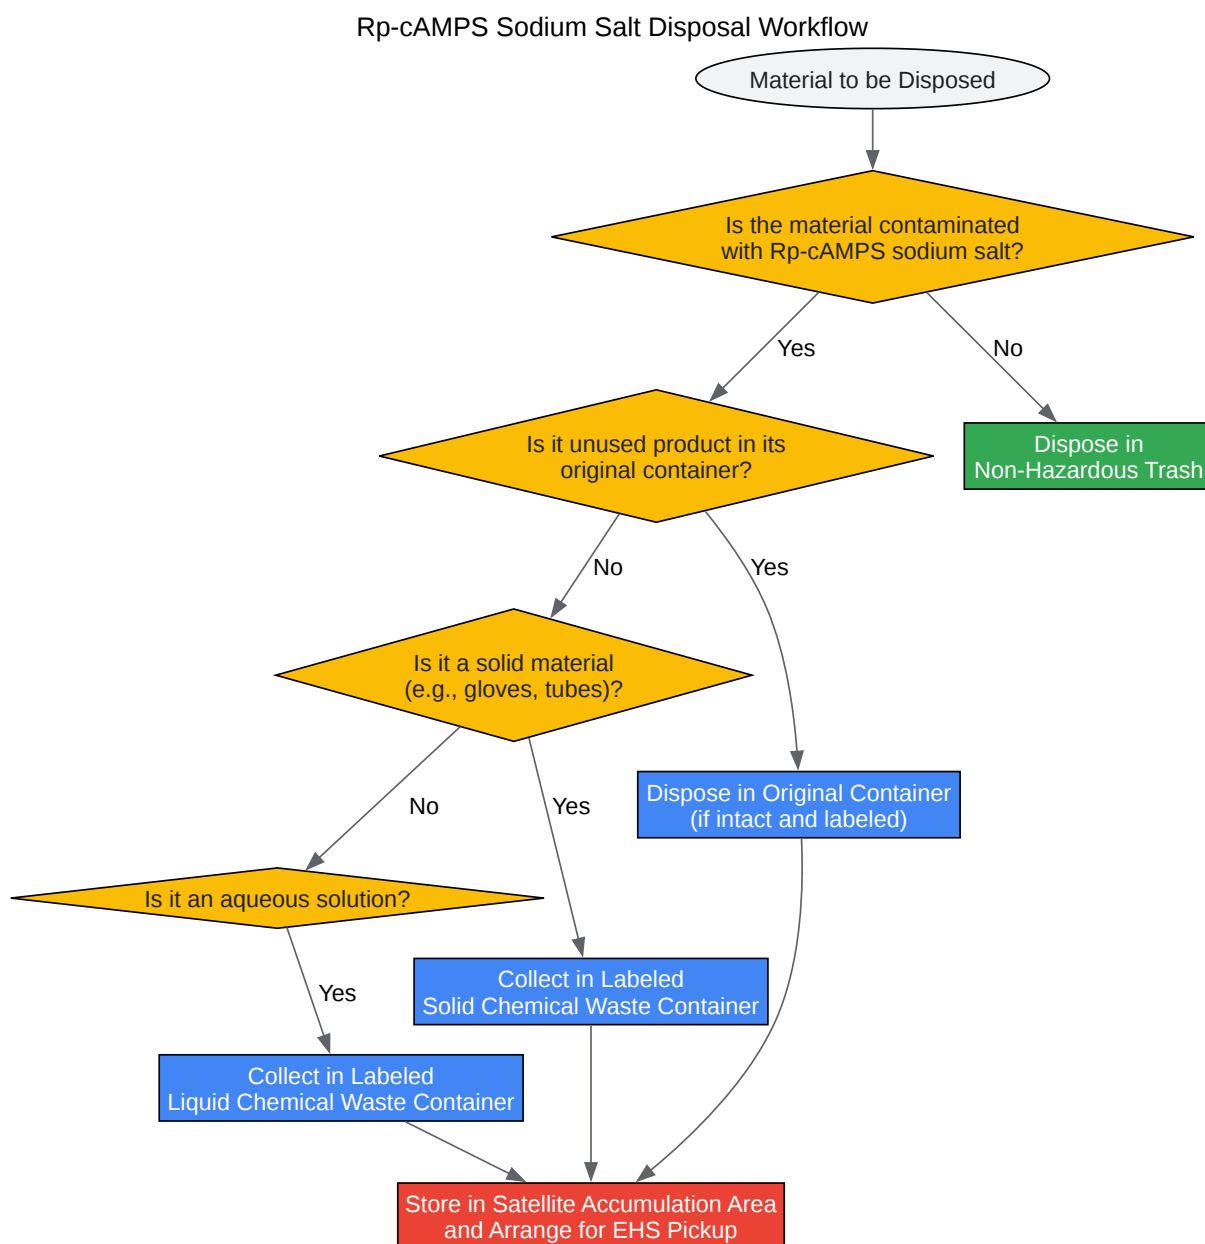 Rp-cAMPS Sodium Salt Disposal Workflow
Material to be Disposed
Is the material contaminated
with Rp-cAMPS sodium salt?
Yes
No
Is it unused product in its
original container?
Dispose in
Non-Hazardous Trash
No
Yes
Is it a solid material
(e.g., gloves, tubes)?
Dispose in Original Container
(if intact and labeled)
No
Yes
Is it an aqueous solution?
Collect in Labeled
Solid Chemical Waste Container
Yes
Collect in Labeled
Liquid Chemical Waste Container
Store in Satellite Accumulation Area
and Arrange for EHS Pickup